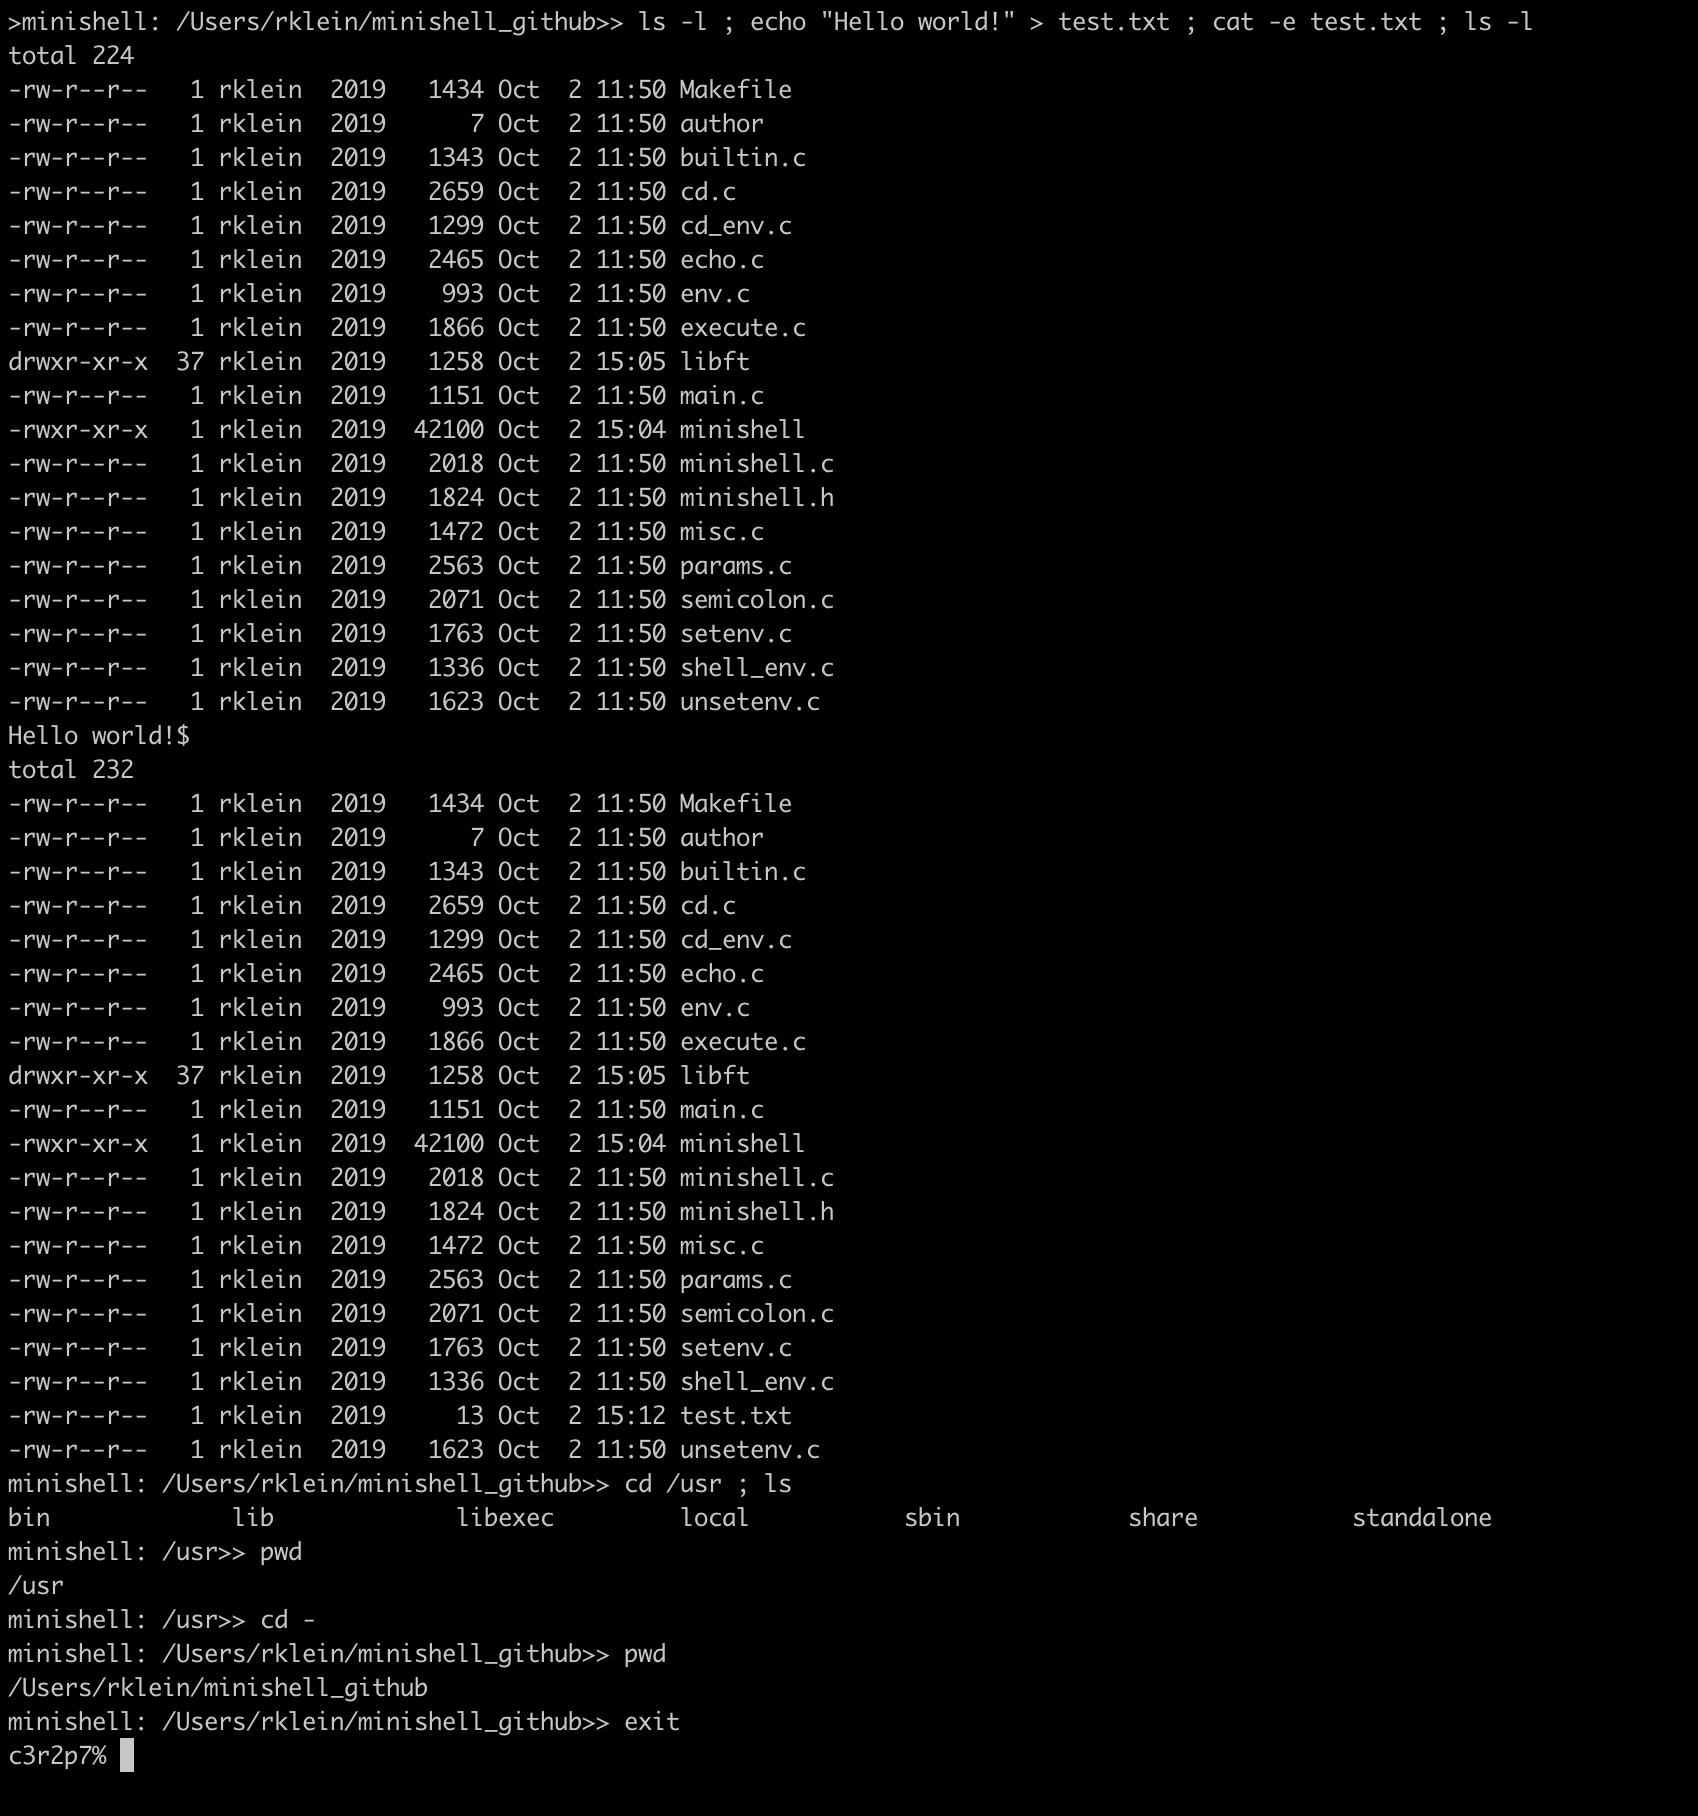 >minishell: /Users/rklein/minishell_github>> ls -l ; echo "Hello world!" > test.txt ; cat -e test.txt ; ls -l
total 224
-rw-r--r--   1 rklein  2019   1434 Oct  2 11:50 Makefile
-rw-r--r--   1 rklein  2019      7 Oct  2 11:50 author
-rw-r--r--   1 rklein  2019   1343 Oct  2 11:50 builtin.c
-rw-r--r--   1 rklein  2019   2659 Oct  2 11:50 cd.c
-rw-r--r--   1 rklein  2019   1299 Oct  2 11:50 cd_env.c
-rw-r--r--   1 rklein  2019   2465 Oct  2 11:50 echo.c
-rw-r--r--   1 rklein  2019    993 Oct  2 11:50 env.c
-rw-r--r--   1 rklein  2019   1866 Oct  2 11:50 execute.c
drwxr-xr-x  37 rklein  2019   1258 Oct  2 15:05 libft
-rw-r--r--   1 rklein  2019   1151 Oct  2 11:50 main.c
-rwxr-xr-x   1 rklein  2019  42100 Oct  2 15:04 minishell
-rw-r--r--   1 rklein  2019   2018 Oct  2 11:50 minishell.c
-rw-r--r--   1 rklein  2019   1824 Oct  2 11:50 minishell.h
-rw-r--r--   1 rklein  2019   1472 Oct  2 11:50 misc.c
-rw-r--r--   1 rklein  2019   2563 Oct  2 11:50 params.c
-rw-r--r--   1 rklein  2019   2071 Oct  2 11:50 semicolon.c
-rw-r--r--   1 rklein  2019   1763 Oct  2 11:50 setenv.c
-rw-r--r--   1 rklein  2019   1336 Oct  2 11:50 shell_env.c
-rw-r--r--   1 rklein  2019   1623 Oct  2 11:50 unsetenv.c
Hello world!$
total 232
-rw-r--r--   1 rklein  2019   1434 Oct  2 11:50 Makefile
-rw-r--r--   1 rklein  2019      7 Oct  2 11:50 author
-rw-r--r--   1 rklein  2019   1343 Oct  2 11:50 builtin.c
-rw-r--r--   1 rklein  2019   2659 Oct  2 11:50 cd.c
-rw-r--r--   1 rklein  2019   1299 Oct  2 11:50 cd_env.c
-rw-r--r--   1 rklein  2019   2465 Oct  2 11:50 echo.c
-rw-r--r--   1 rklein  2019    993 Oct  2 11:50 env.c
-rw-r--r--   1 rklein  2019   1866 Oct  2 11:50 execute.c
drwxr-xr-x  37 rklein  2019   1258 Oct  2 15:05 libft
-rw-r--r--   1 rklein  2019   1151 Oct  2 11:50 main.c
-rwxr-xr-x   1 rklein  2019  42100 Oct  2 15:04 minishell
-rw-r--r--   1 rklein  2019   2018 Oct  2 11:50 minishell.c
-rw-r--r--   1 rklein  2019   1824 Oct  2 11:50 minishell.h
-rw-r--r--   1 rklein  2019   1472 Oct  2 11:50 misc.c
-rw-r--r--   1 rklein  2019   2563 Oct  2 11:50 params.c
-rw-r--r--   1 rklein  2019   2071 Oct  2 11:50 semicolon.c
-rw-r--r--   1 rklein  2019   1763 Oct  2 11:50 setenv.c
-rw-r--r--   1 rklein  2019   1336 Oct  2 11:50 shell_env.c
-rw-r--r--   1 rklein  2019     13 Oct  2 15:12 test.txt
-rw-r--r--   1 rklein  2019   1623 Oct  2 11:50 unsetenv.c
minishell: /Users/rklein/minishell_github>> cd /usr ; ls
bin             lib             libexec         local           sbin            share           standalone
minishell: /usr>> pwd
/usr
minishell: /usr>> cd -
minishell: /Users/rklein/minishell_github>> pwd
/Users/rklein/minishell_github
minishell: /Users/rklein/minishell_github>> exit
c3r2p7%